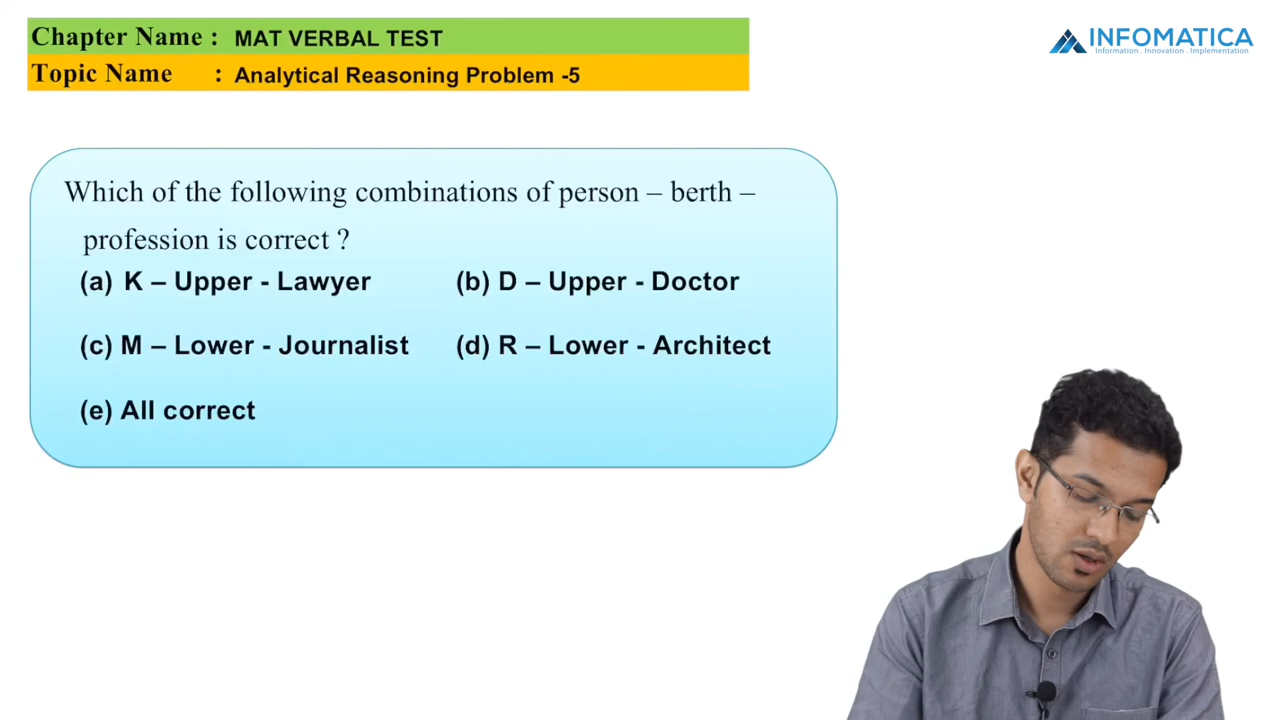 Chapter Name : MAT VERBAL TEST
INFOMATICA
Information . Innovation . Implementation
Topic Name : Analytical Reasoning Problem -5
Which of the following combinations of person – berth –
profession is correct ?
(a) K – Upper - Lawyer (b) D – Upper - Doctor
(c) M – Lower - Journalist (d) R – Lower - Architect
(e) All correct